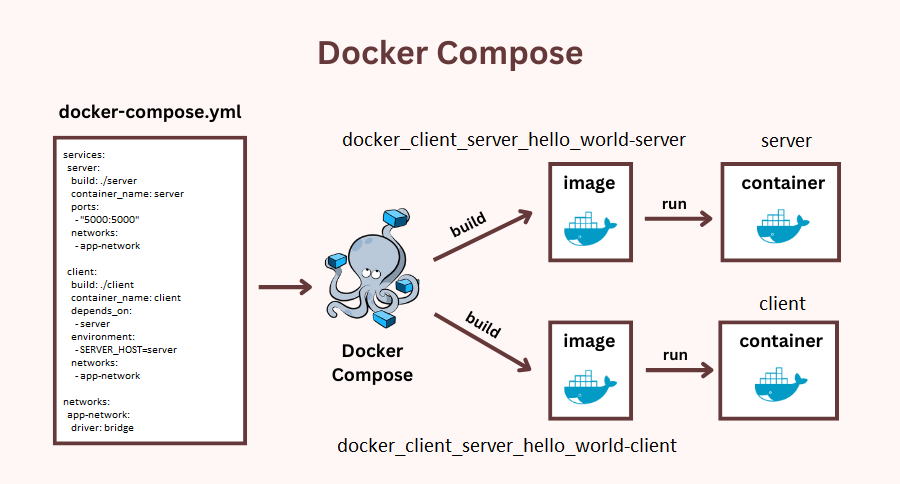 Docker Compose
docker-compose.yml
services:
server:
build: ./server
container_name: server
ports:
- "5000:5000"
networks:
- app-network
client:
build: ./client
container_name: client
depends_on:
- server
environment:
- SERVER_HOST=server
networks:
- app-network
networks:
app-network:
driver: bridge
Docker
Compose
build
build
docker_client_server_hello_world-server
image
run
server
container
client
image
run
container
docker_client_server_hello_world-client